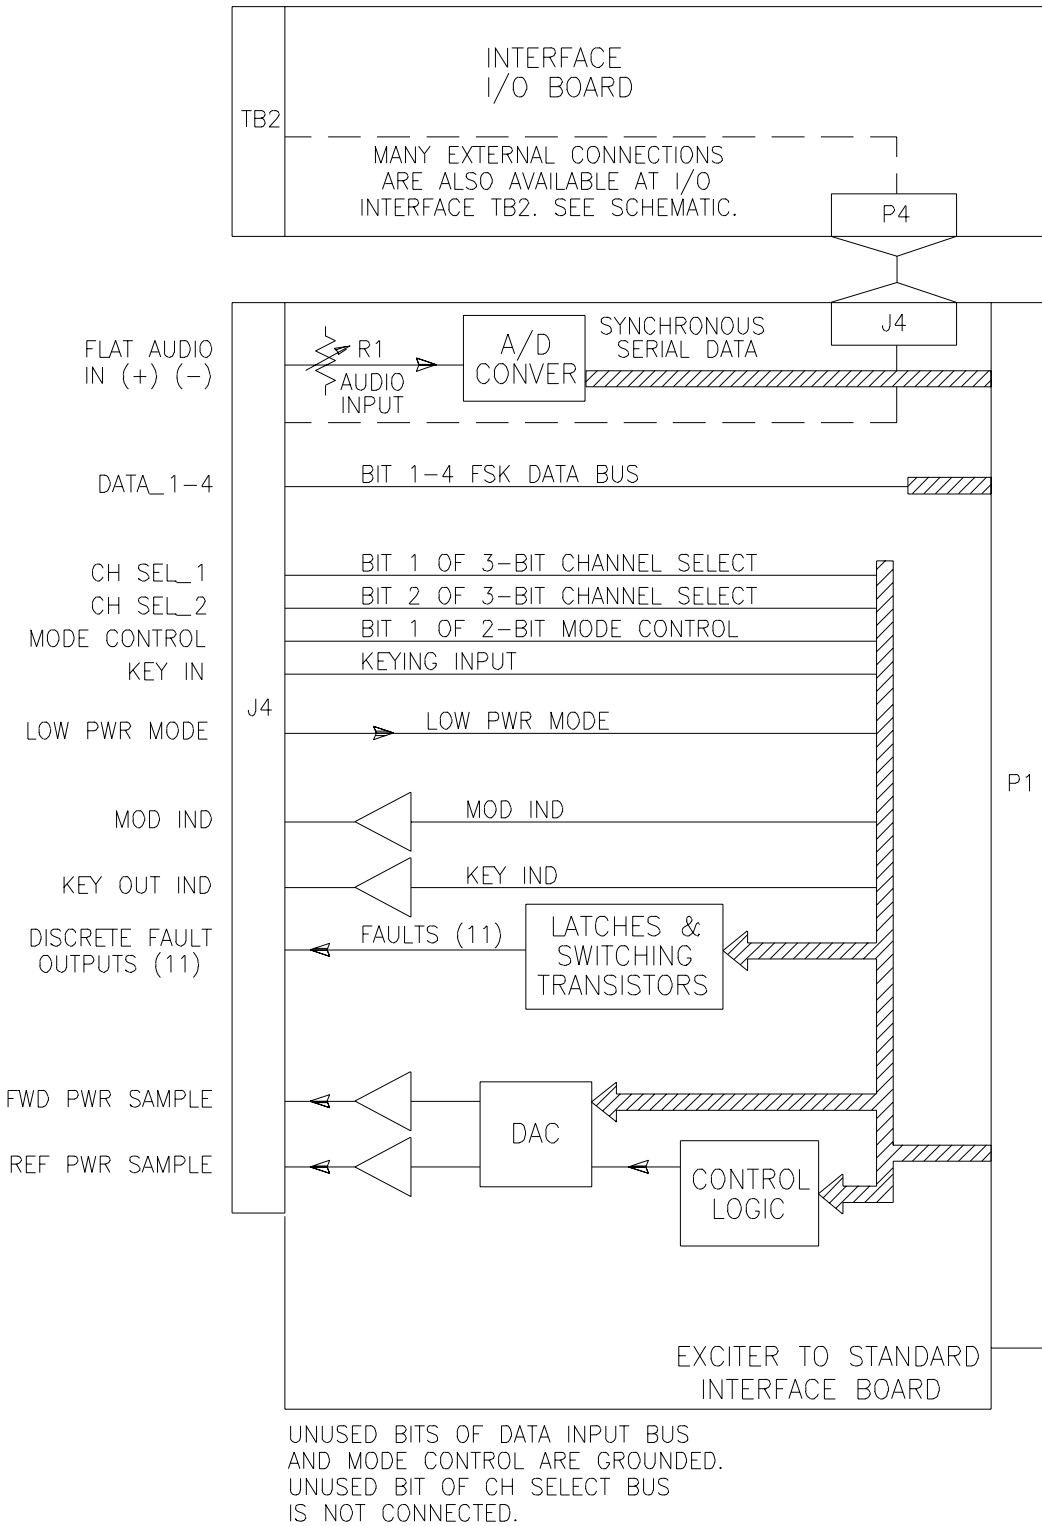 INTERFACE
I/O BOARD
TB2
MANY EXTERNAL CONNECTIONS
ARE ALSO AVAILABLE AT I/O
INTERFACE TB2. SEE SCHEMATIC.
P4
J4
FLAT AUDIO
IN (+) (-)
R1
AUDIO
INPUT
A/D
CONVER
SYNCHRONOUS
SERIAL DATA
DATA_1-4
BIT 1-4 FSK DATA BUS
CH SEL_1
BIT 1 OF 3-BIT CHANNEL SELECT
CH SEL_2
BIT 2 OF 3-BIT CHANNEL SELECT
MODE CONTROL
BIT 1 OF 2-BIT MODE CONTROL
KEY IN
KEYING INPUT
J4
LOW PWR MODE
LOW PWR MODE
P1
MOD IND
MOD IND
KEY OUT IND
KEY IND
DISCRETE FAULT
OUTPUTS (11)
FAULTS (11)
LATCHES &
SWITCHING
TRANSISTORS
FWD PWR SAMPLE
DAC
REF PWR SAMPLE
CONTROL
LOGIC
EXCITER TO STANDARD
INTERFACE BOARD
UNUSED BITS OF DATA INPUT BUS
AND MODE CONTROL ARE GROUNDED.
UNUSED BIT OF CH SELECT BUS
IS NOT CONNECTED.